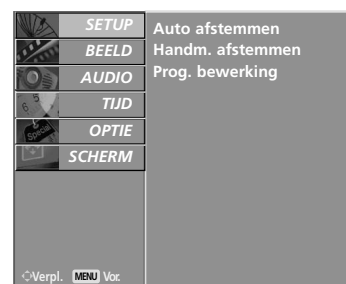 SETUP
BEELD
AUDIO
TIJD
OPTIE
SCHERM
Auto afstemmen
Handm. afstemmen
Prog. bewerking
Verpl. MENU Vor.